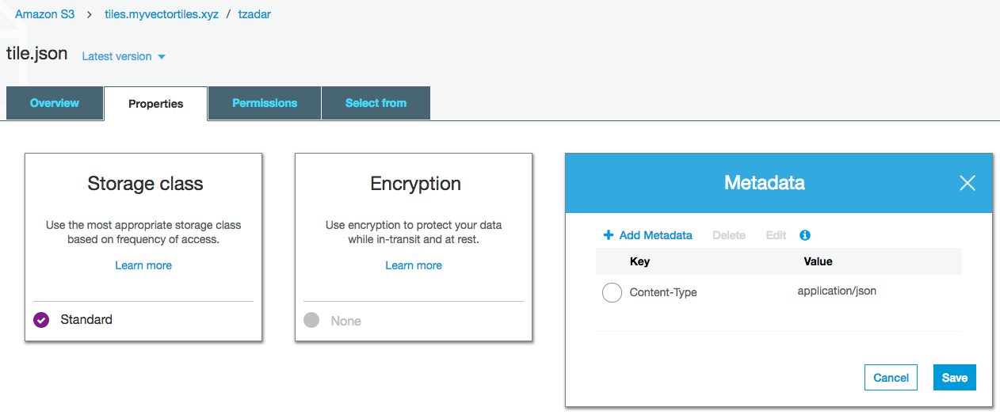 Amazon S3 > tiles.myvectortiles.xyz / tzadar
tile.json Latest version
Overview Properties Permissions Select from
Storage class
Use the most appropriate storage class
based on frequency of access.
Learn more
Standard
Encryption
Use encryption to protect your data
while in-transit and at rest.
Learn more
None
Metadata
+ Add Metadata Delete Edit i
Key Value
Content-Type application/json
Cancel Save